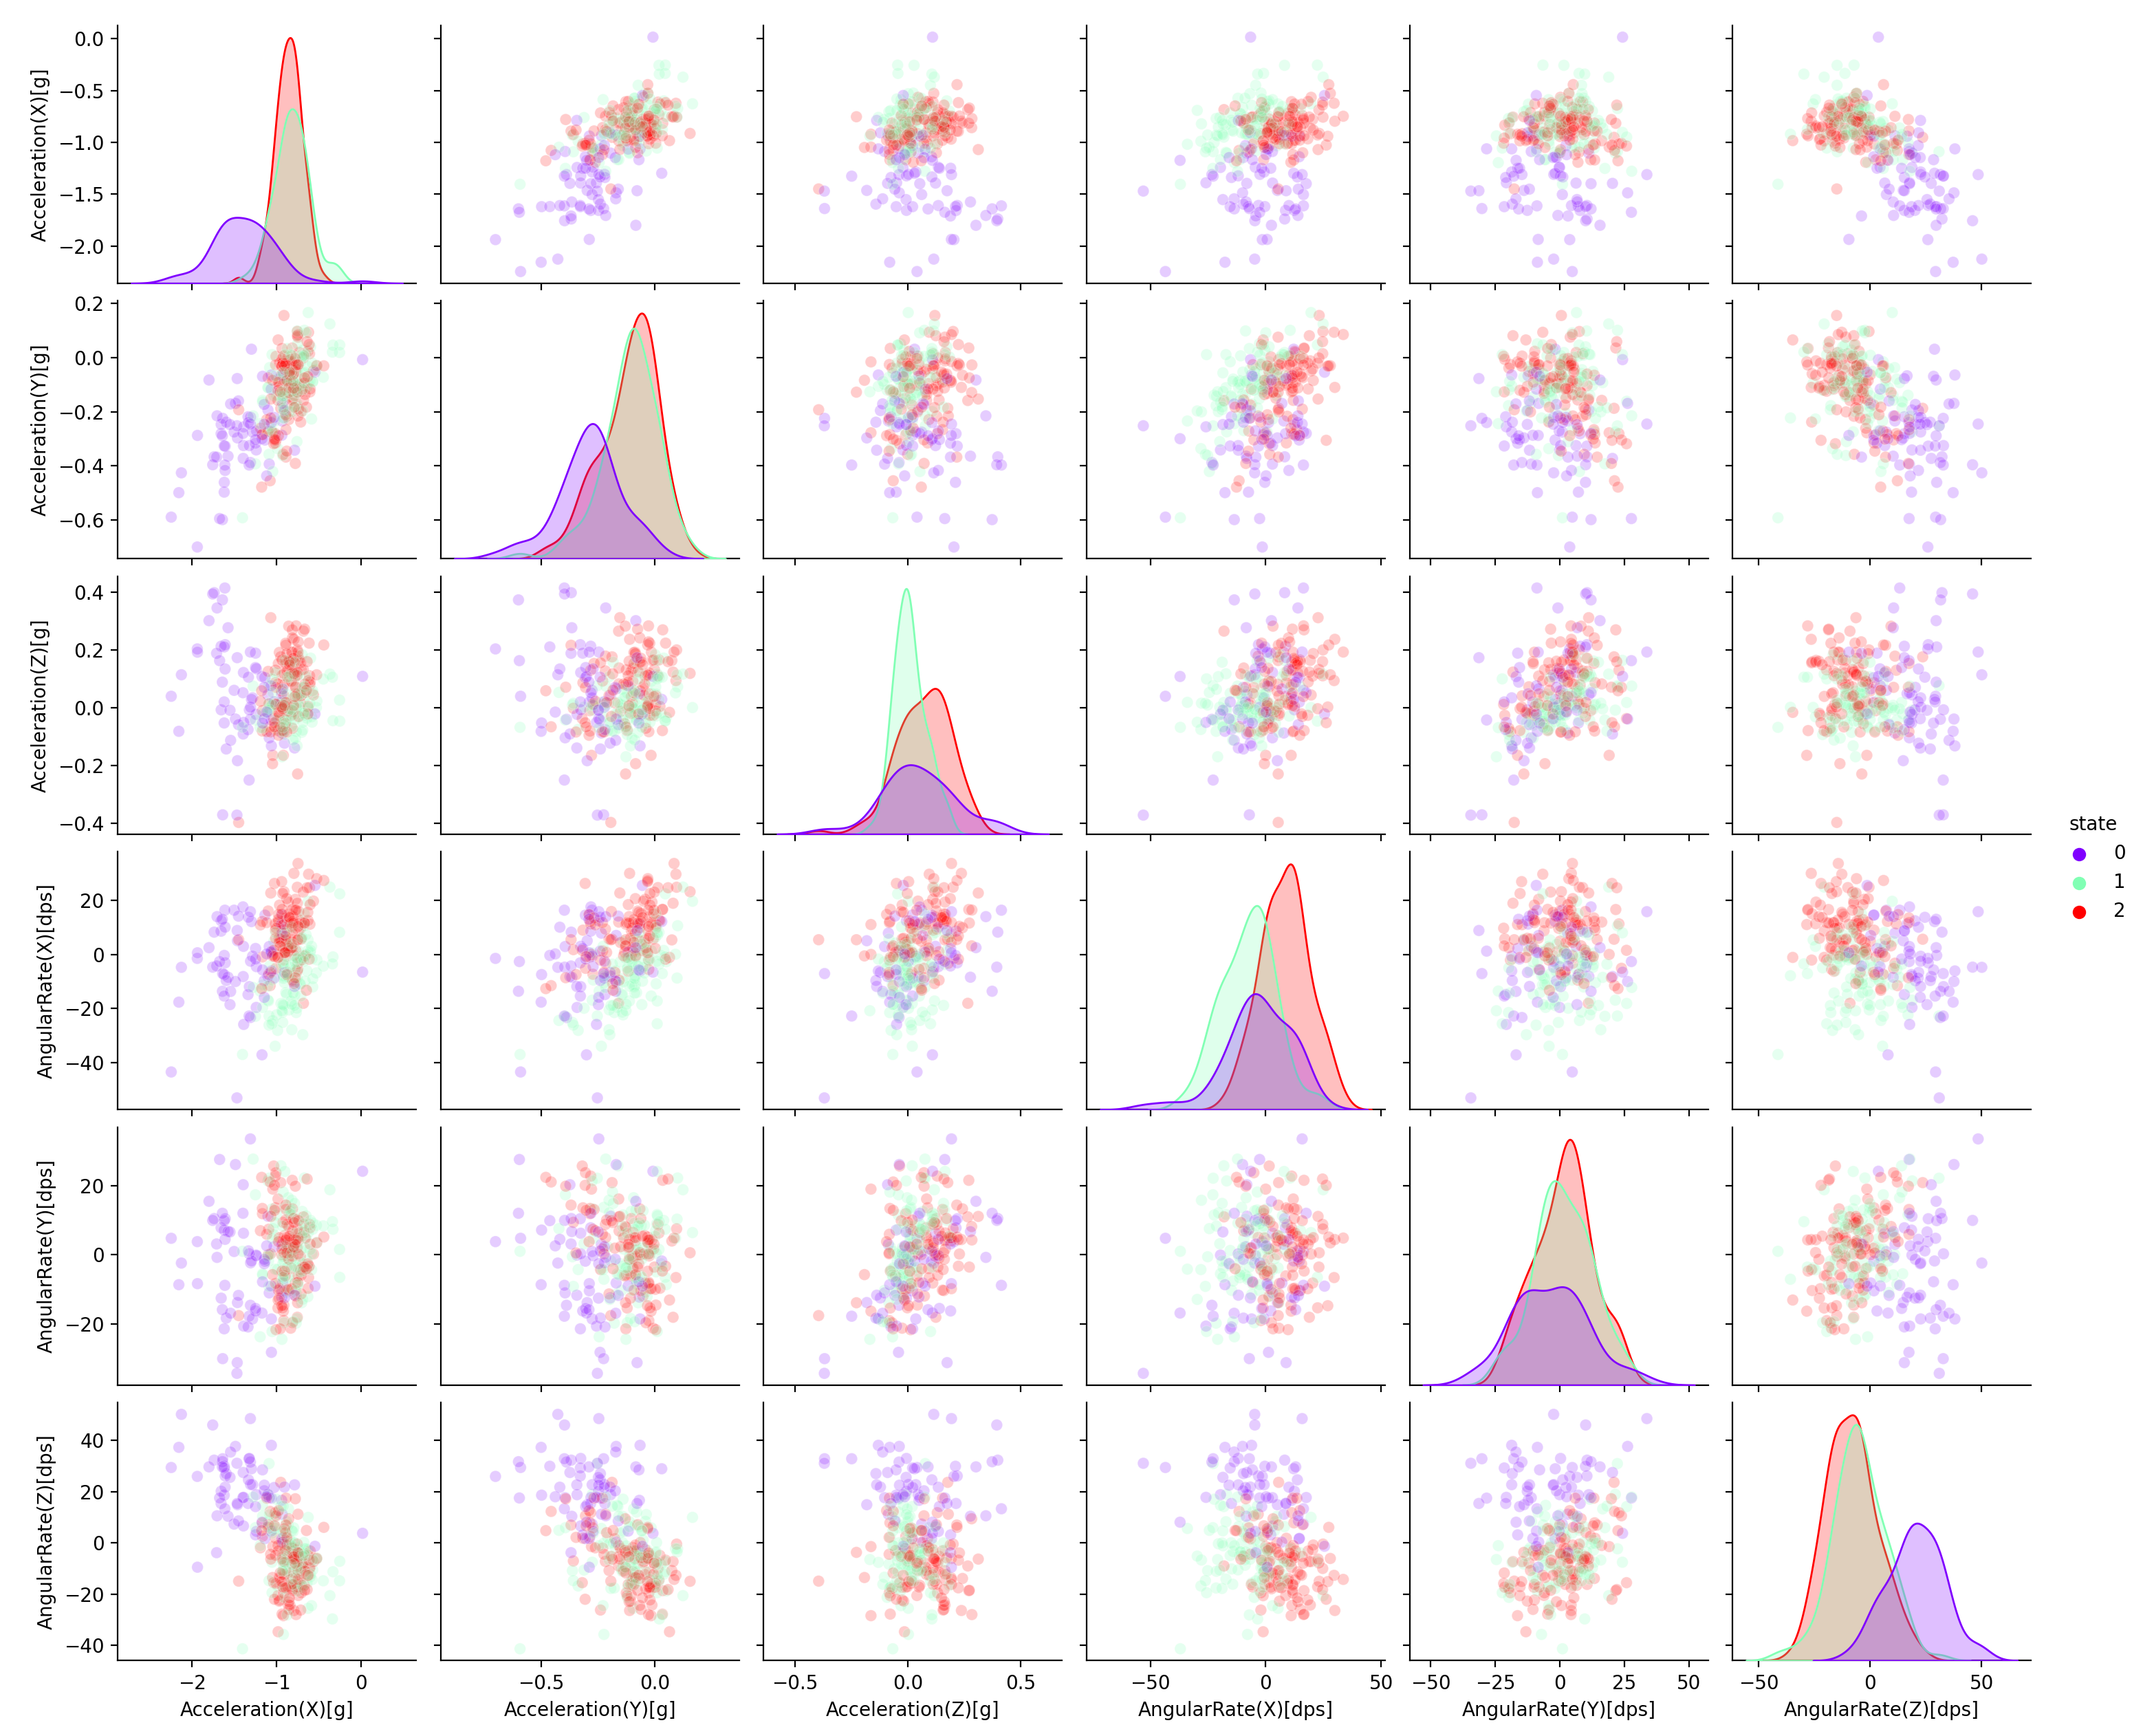 0.0
−0.5
−1.0
−1.5
−2.0
Acceleration(X)[g]
0.2
0.0
−0.2
−0.4
−0.6
Acceleration(Y)[g]
0.4
0.2
0.0
−0.2
−0.4
Acceleration(Z)[g]
20
0
−20
−40
AngularRate(X)[dps]
20
0
−20
AngularRate(Y)[dps]
40
20
0
−20
−40
AngularRate(Z)[dps]
−2 −1 0
Acceleration(X)[g]
−0.5 0.0
Acceleration(Y)[g]
−0.5 0.0 0.5
Acceleration(Z)[g]
−50 0 50
AngularRate(X)[dps]
−50 −25 0 25 50
AngularRate(Y)[dps]
−50 0 50
AngularRate(Z)[dps]
state
0
1
2